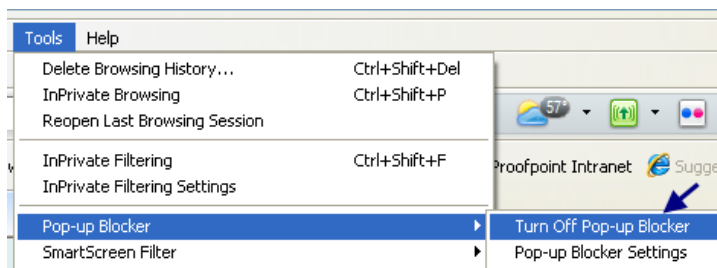 Tools Help
Delete Browsing History... Ctrl+Shift+Del
InPrivate Browsing Ctrl+Shift+P
Reopen Last Browsing Session
57°
InPrivate Filtering Ctrl+Shift+F
Proofpoint Intranet
InPrivate Filtering Settings
Pop-up Blocker
Turn Off Pop-up Blocker
SmartScreen Filter
Pop-up Blocker Settings